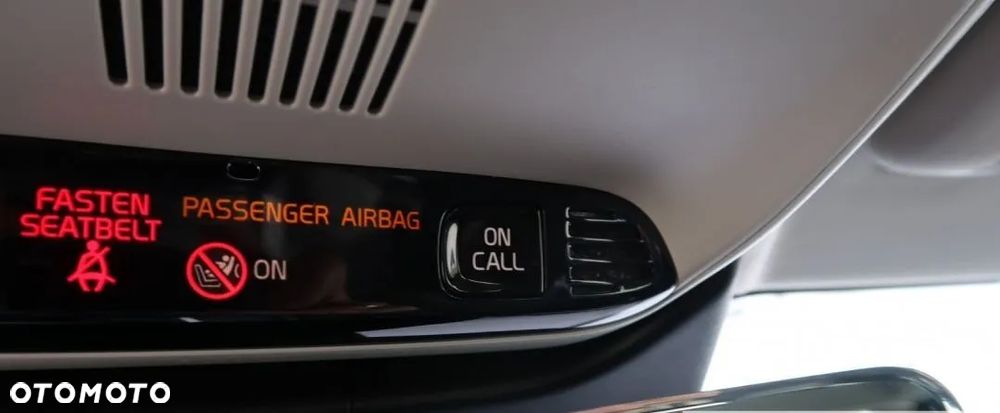 FASTEN
SEATBELT
PASSENGER AIRBAG
ON
ON
CALL
OTOMOTO